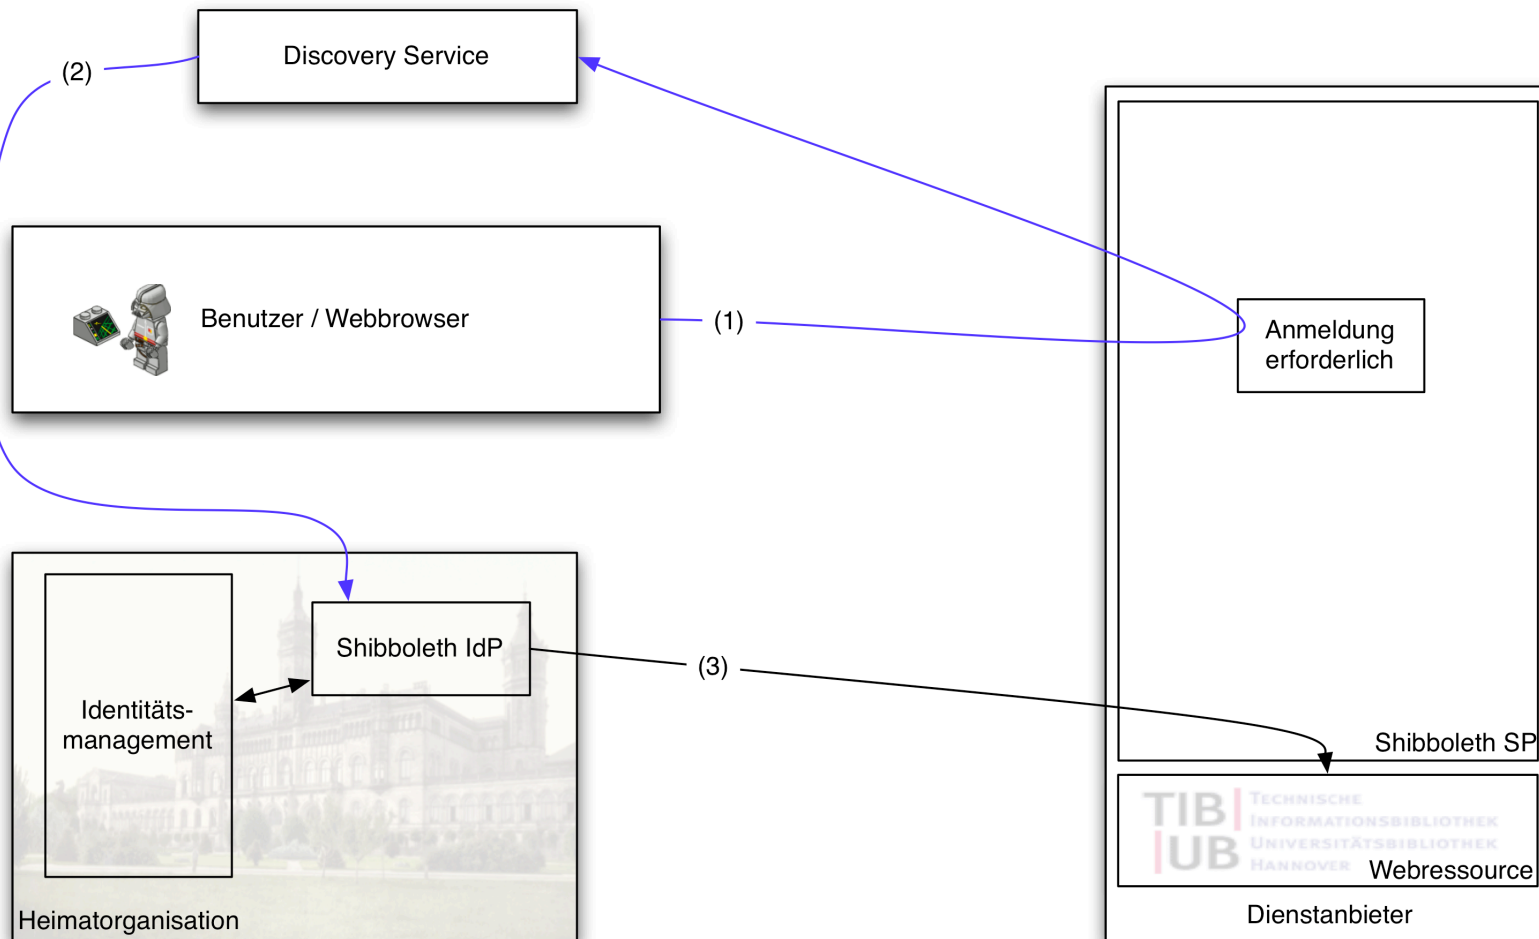 Discovery Service
(2)
Benutzer / Webbrowser
(1)
Anmeldung
erforderlich
Shibboleth IdP
(3)
Identitäts-
management
Shibboleth SP
TIB
UB
TECHNISCHE
INFORMATIONSBIBLIOTHEK
UNIVERSITÄTSBIBLIOTHEK
HANNOVER
Webressource
Heimatorganisation
Dienstanbieter